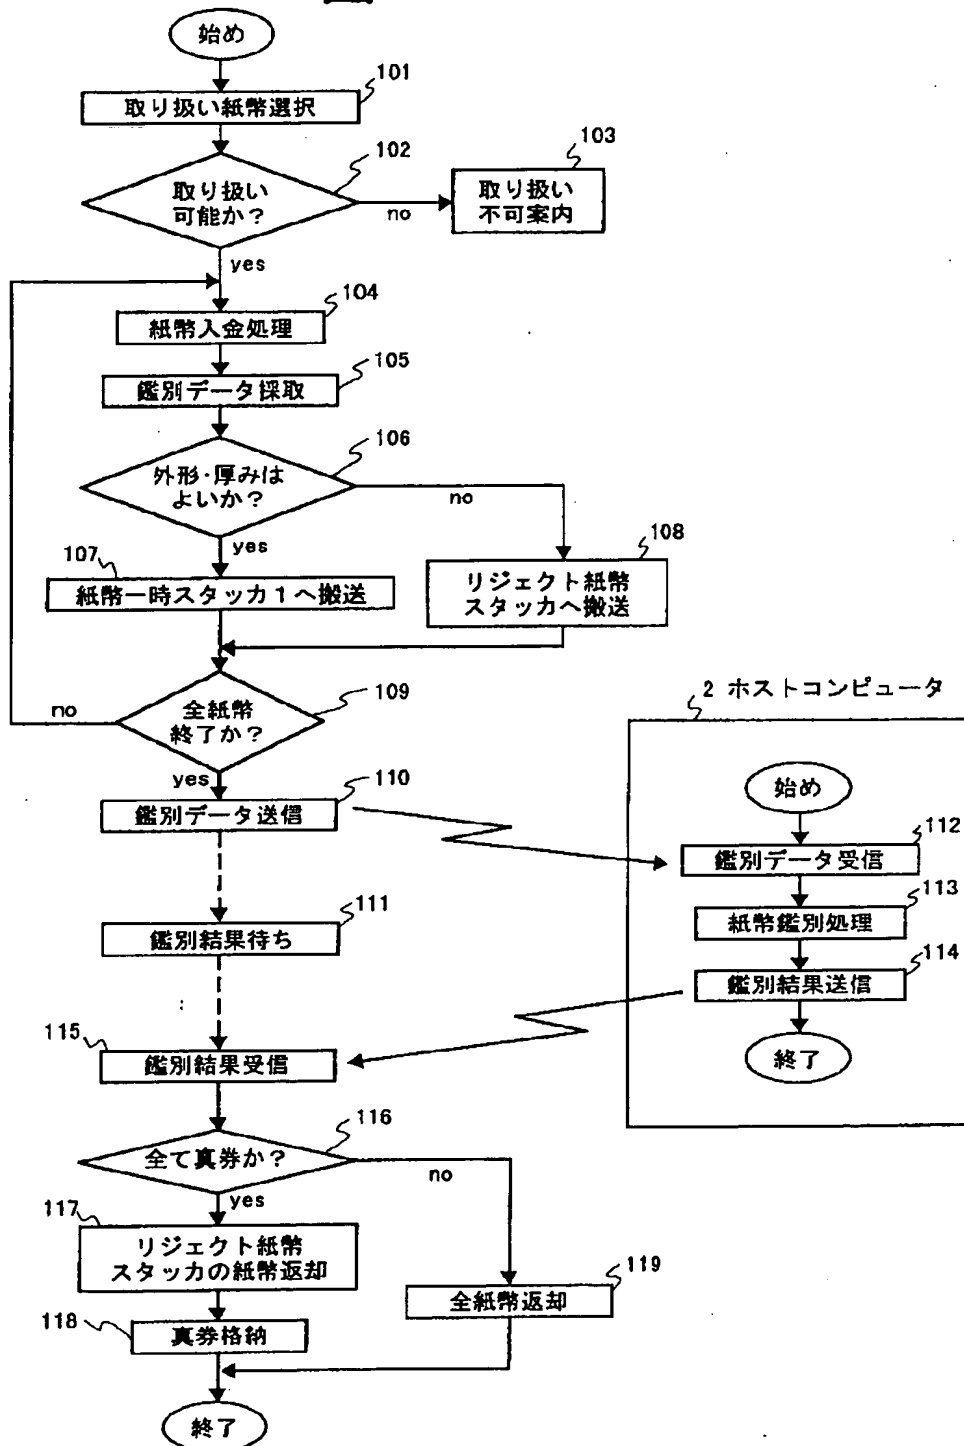 始め
101
取り扱い紙幣選択
102
取り扱い
可能か？
103
取り扱い
不可案内
no
yes
104
紙幣入金処理
105
鑑別データ採取
106
外形・厚みは
よいか？
no
yes
107
紙幣一時スタッカ１へ搬送
108
リジェクト紙幣
スタッカへ搬送
109
全紙幣
終了か？
no
yes
110
鑑別データ送信
111
鑑別結果待ち
2 ホストコンピュータ
始め
112
鑑別データ受信
113
紙幣鑑別処理
114
鑑別結果送信
終了
115
鑑別結果受信
116
全て真券か？
no
yes
117
リジェクト紙幣
スタッカの紙幣返却
118
真券格納
119
全紙幣返却
終了